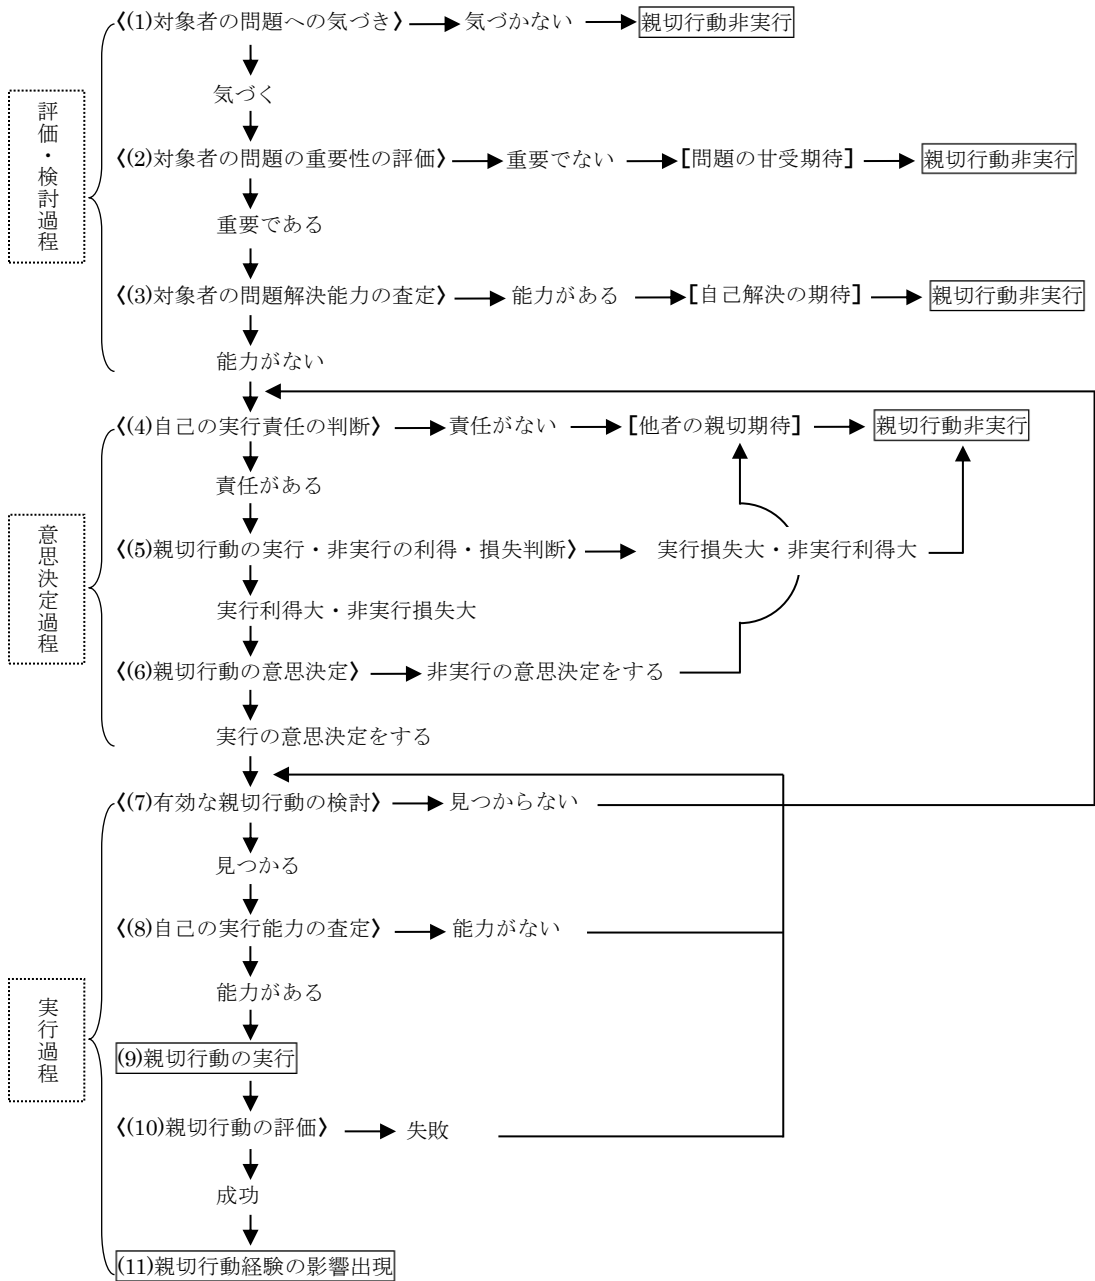 〈(1)対象者の問題への気づき〉 気づかない 親切行動非実行
気づく
評価・検討過程
〈(2)対象者の問題の重要性の評価〉 重要でない [問題の甘受期待] 親切行動非実行
重要である
〈(3)対象者の問題解決能力の査定〉 能力がある [自己解決の期待] 親切行動非実行
能力がない
〈(4)自己の実行責任の判断〉 責任がない [他者の親切期待] 親切行動非実行
責任がある
意思決定過程
〈(5)親切行動の実行・非実行の利得・損失判断〉 実行損失大・非実行利得大
実行利得大・非実行損失大
〈(6)親切行動の意思決定〉 非実行の意思決定をする
実行の意思決定をする
〈(7)有効な親切行動の検討〉 見つからない
見つかる
〈(8)自己の実行能力の査定〉 能力がない
能力がある
実行過程
(9)親切行動の実行
〈(10)親切行動の評価〉 失敗
成功
(11)親切行動経験の影響出現